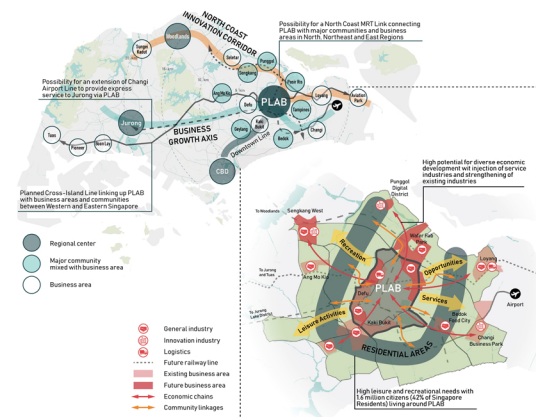 NORTH COAST
INNOVATION CORRIDOR
Possibility for a North Coast MRT Link connecting
PLAB with major communities and business
areas in North, Northeast and East Regions
Woodlands
Sungei
Kadut
Seletar
Punggol
Sengkang
Possibility for an extension of Changi
Airport Line to provide express
service to Jurong via PLAB
Pasir Ris
Ang Mo Kio
Defu
PLAB
Loyang
Aviation
Park
Tampines
Jurong
BUSINESS
GROWTH AXIS
Geylang
Kaki
Bukit
Bedok
Changi
Downtown Line
Tuas
Pioneer
Boon Lay
CBD
Planned Cross-Island Line linking up PLAB
with business areas and communities
between Western and Eastern Singapore
High potential for diverse economic
development wit injection of service
industries and strengthening of
existing industries
Punggol
Digital
District
To Woodlands
Sengkang West
Regional center
Major community
mixed with business area
Business area
Recreation
Opportunities
Loyang
To Jurong
and Tuas
Ang Mo Kio
PLAB
Defu
Services
Airport
To Jurong
Lake District
Leisure Activities
Kaki Bukit
Bedok
Food City
Changi
Business Park
RESIDENTIAL AREAS
General industry
Innovation industry
Logistics
Future railway line
Existing business area
Future business area
Economic chains
Community linkages
High leisure and recreational needs with
1.6 million citizens (42% of Singapore
Residents) living around PLAB